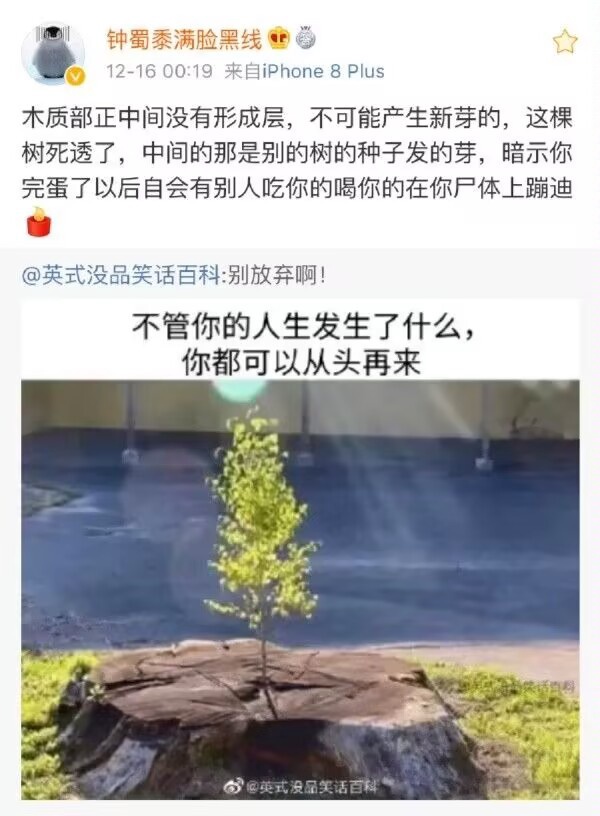 钟蜀黍满脸黑线
12-16 00:19 来自iPhone 8 Plus
木质部正中间没有形成层，不可能产生新芽的，这棵
树死透了，中间的那是别的树的种子发的芽，暗示你
完蛋了以后自会有别人吃你的喝你的在你尸体上蹦迪
@英式没品笑话百科:别放弃啊！
不管你的人生发生了什么，
你都可以从头再来
@英式没品笑话百科